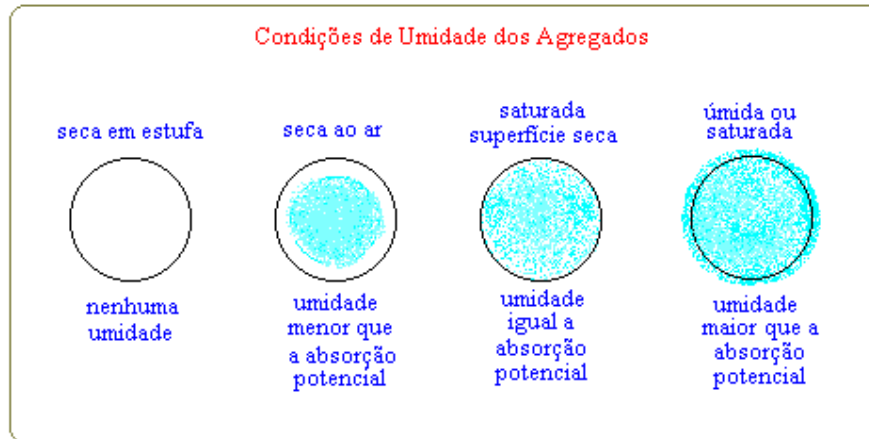 Condições de Umidade dos Agregados
seca em estufa
nenhuma
umidade
seca ao ar
umidade
menor que
a absorção
potencial
saturada
superfície seca
umidade
igual a
absorção
potencial
úmida ou
saturada
umidade
maior que a
absorção
potencial